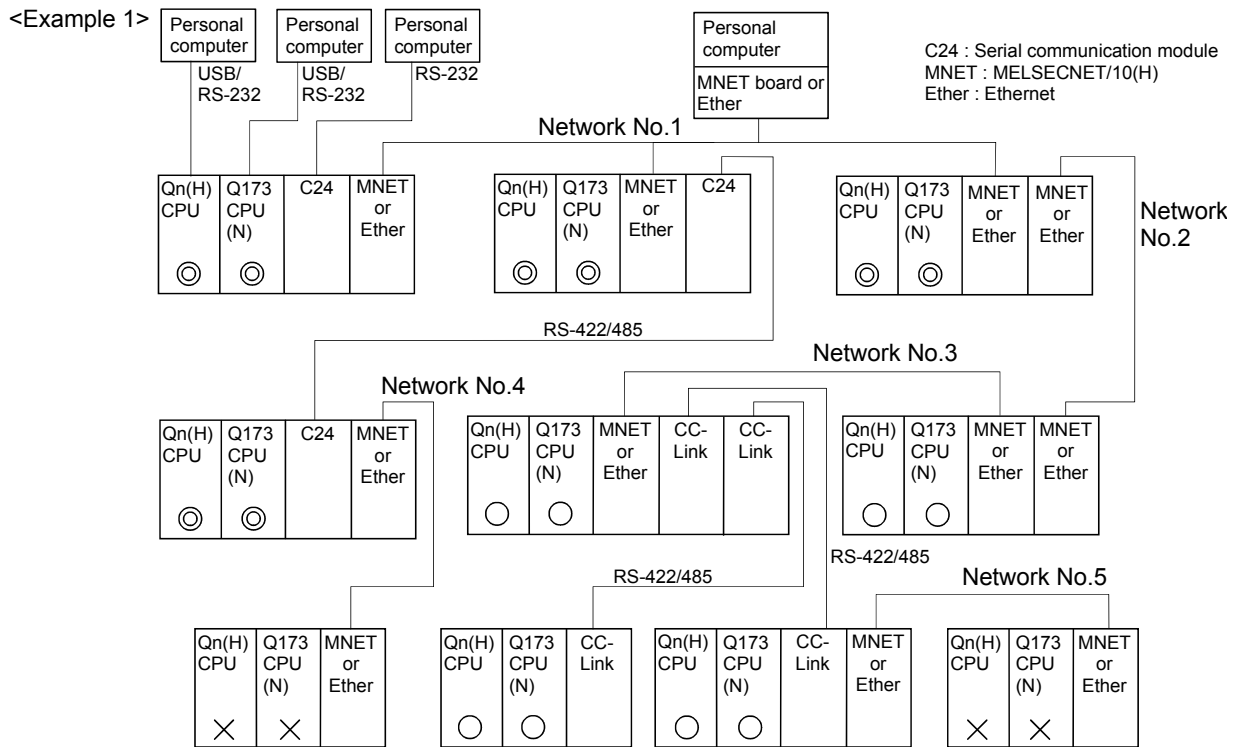 <Example 1>
Personal
computer
Personal
computer
Personal
computer
Personal
computer
MNET board or
Ether
C24 : Serial communication module
MNET : MELSECNET/10(H)
Ether : Ethernet
USB/
RS-232
USB/
RS-232
RS-232
Network No.1
Qn(H)
CPU
Q173
CPU
(N)
C24
MNET
or
Ether
Qn(H)
CPU
Q173
CPU
(N)
MNET
or
Ether
C24
Qn(H)
CPU
Q173
CPU
(N)
MNET
or
Ether
MNET
or
Ether
Network
No.2
RS-422/485
Network No.3
Network No.4
Qn(H)
CPU
Q173
CPU
(N)
C24
MNET
or
Ether
Qn(H)
CPU
Q173
CPU
(N)
MNET
or
Ether
CC-
Link
CC-
Link
Qn(H)
CPU
Q173
CPU
(N)
MNET
or
Ether
MNET
or
Ether
RS-422/485
RS-422/485
Network No.5
Qn(H)
CPU
Q173
CPU
(N)
MNET
or
Ether
Qn(H)
CPU
Q173
CPU
(N)
CC-
Link
Qn(H)
CPU
Q173
CPU
(N)
CC-
Link
MNET
or
Ether
Qn(H)
CPU
Q173
CPU
(N)
MNET
or
Ether